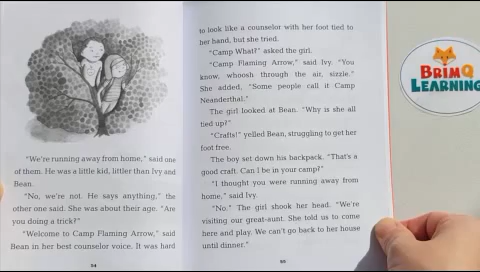 "We're running away from home," said one
of them. He was a little kid, littler than Ivy and
Bean.
"No, we're not. He says anything," the
other one said. She was about their age. "Are
you doing a trick?"
"Welcome to Camp Flaming Arrow," said
Bean in her best counselor voice. It was hard
94
to look like a counselor with her foot tied to
her hand, but she tried.
"Camp What?" asked the girl.
"Camp Flaming Arrow," said Ivy. "You
know, whoosh through the air, sizzle."
She added, "Some people call it Camp
Neanderthal."
The girl looked at Bean. "Why is she all
tied up?"
"Crafts!" yelled Bean, struggling to get her
foot free.
The boy set down his backpack. "That's a
good craft. Can I be in your camp?"
"I thought you were running away from
home," said Ivy.
"No." The girl shook her head. "We're
visiting our great-aunt. She told us to come
here and play. We can't go back to her house
until dinner."
95
BRIMQ
LEARNING